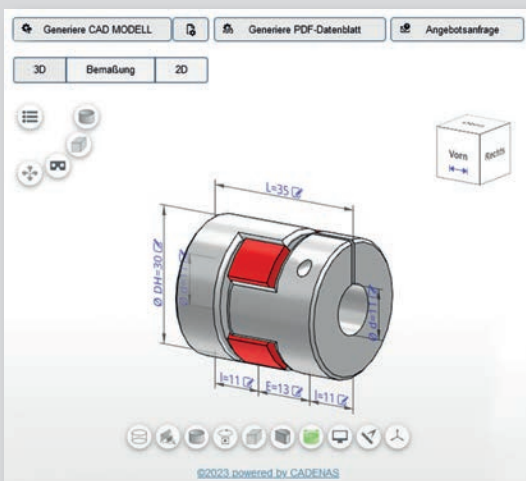 Generiere CAD MODELL
Generiere PDF-Datenblatt
Angebotsanfrage
3D
Bemaßung
2D
Oben
Vorn
Rechts
L=35
Ø DH=30
Ø d=11
l=11
E=13
l=11
©2023 powered by CADENAS